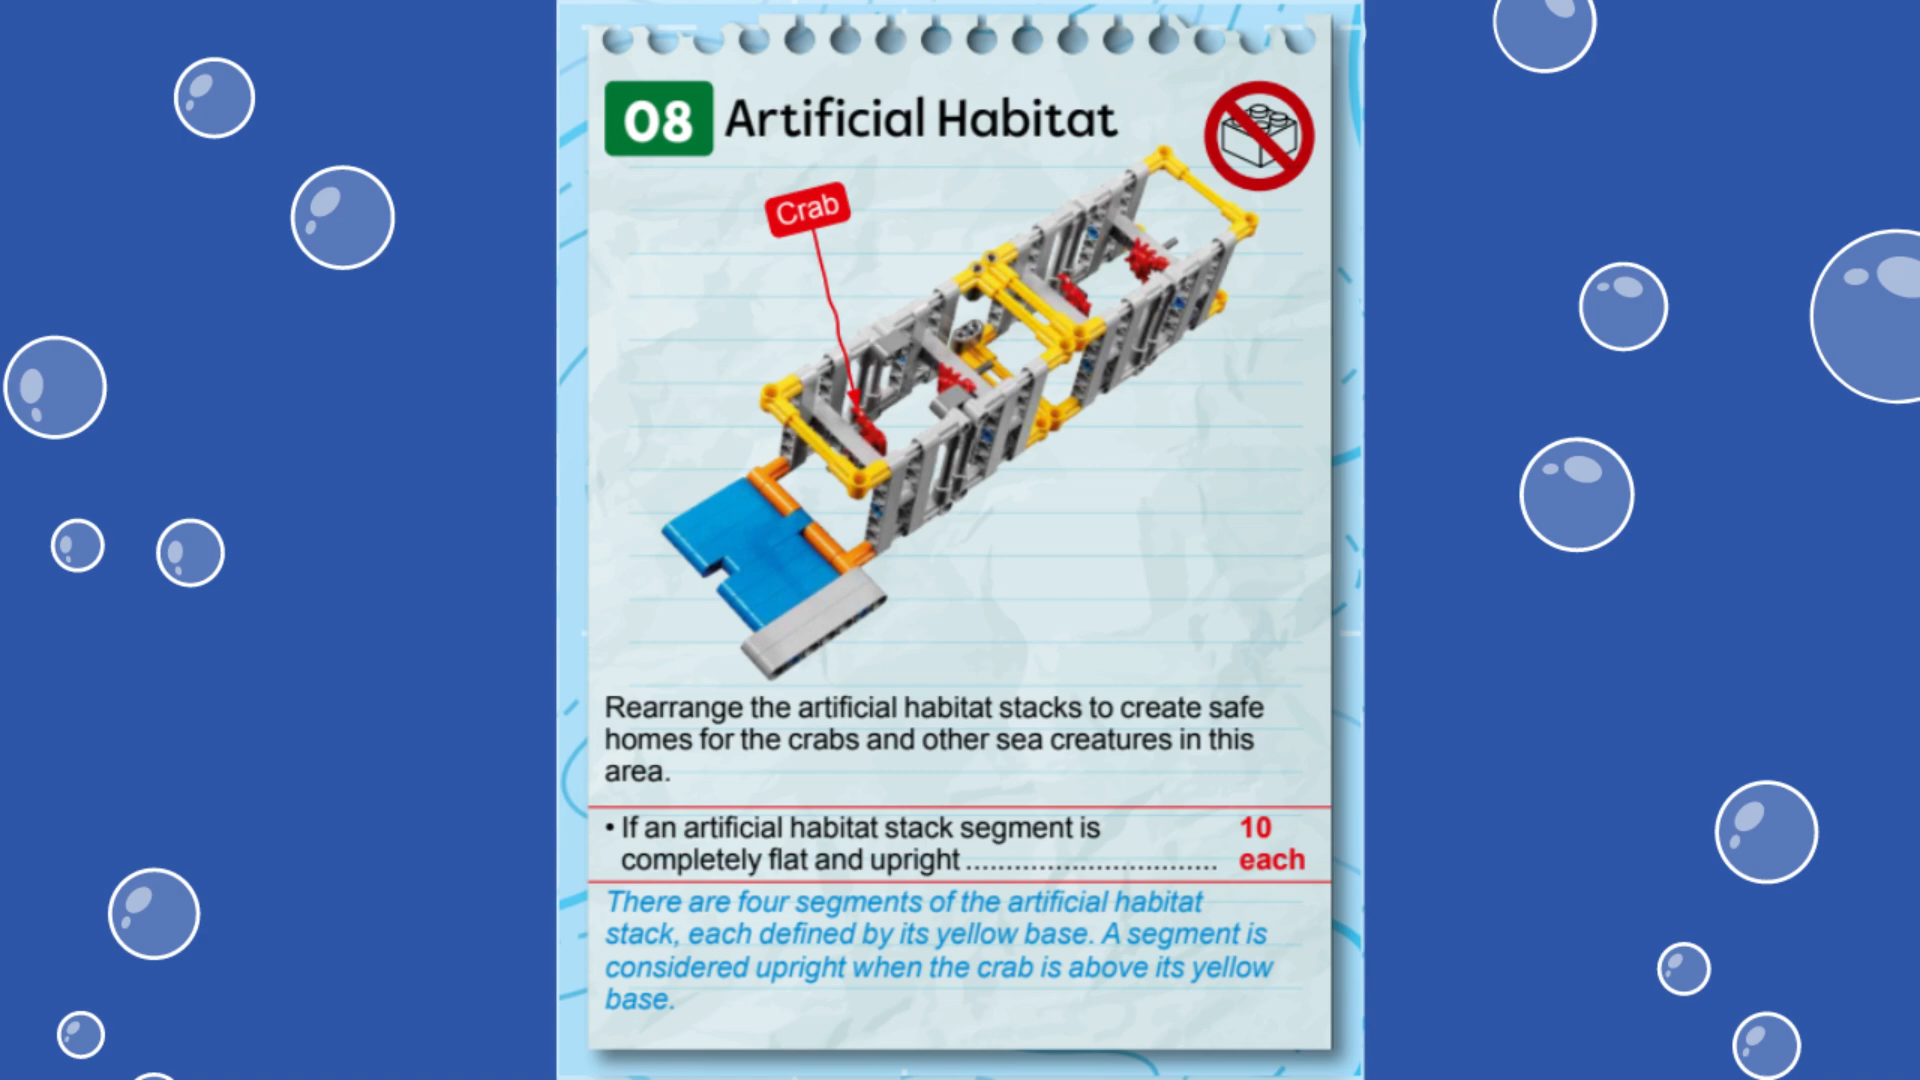 08 Artificial Habitat
Crab
Rearrange the artificial habitat stacks to create safe
homes for the crabs and other sea creatures in this
area.
• If an artificial habitat stack segment is 10
completely flat and upright ............................... each
There are four segments of the artificial habitat
stack, each defined by its yellow base. A segment is
considered upright when the crab is above its yellow
base.